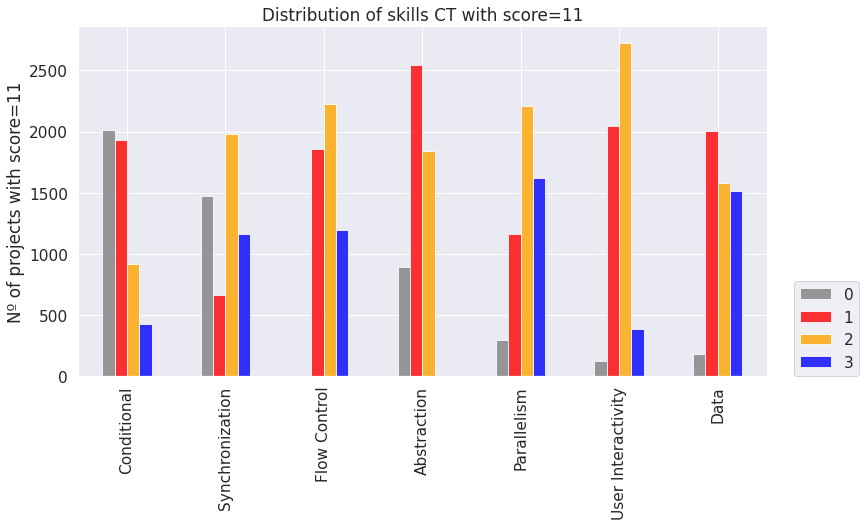 Distribution of skills CT with score=11
Nº of projects with score=11
2500
2000
1500
1000
500
0
Conditional
Synchronization
Flow Control
Abstraction
Parallelism
User Interactivity
Data
0
1
2
3